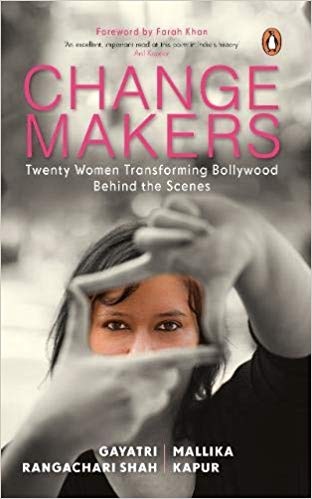 Foreword by Farah Khan
'An excellent, important read at this point in India's history'
Anil Kapoor
CHANGE
MAKERS
Twenty Women Transforming Bollywood
Behind the Scenes
GAYATRI
RANGACHARI SHAH
MALLIKA
KAPUR